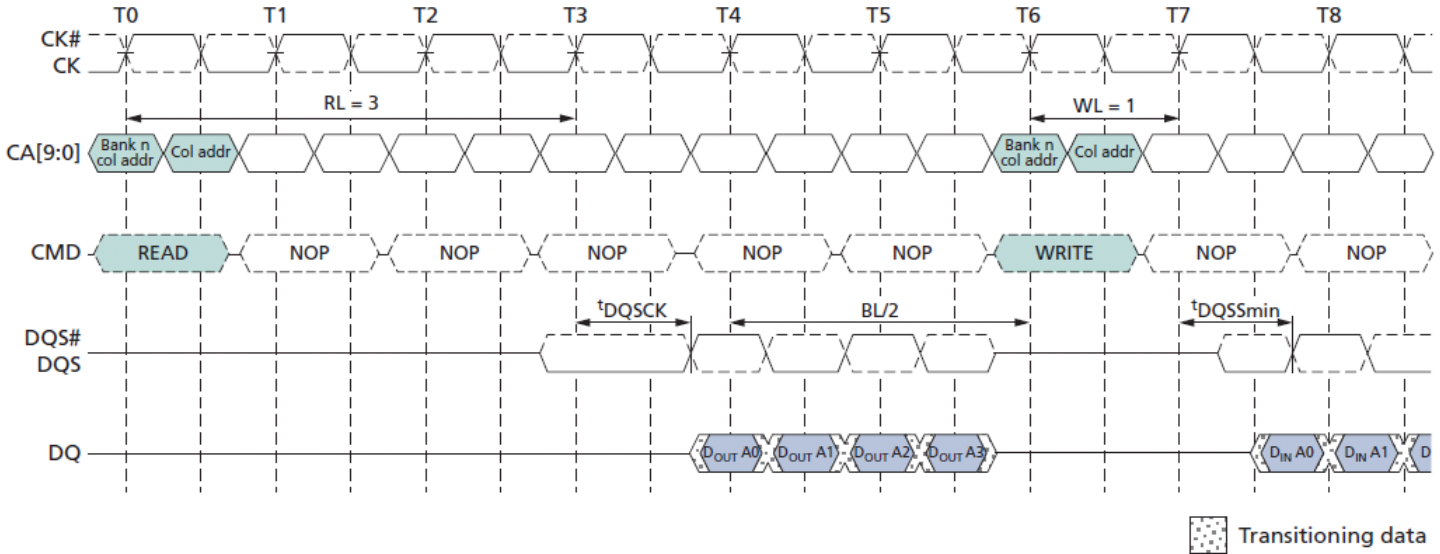 T0 T1 T2 T3 T4 T5 T6 T7 T8
CK#
CK
RL = 3 WL = 1
CA[9:0] Bank n col addr Col addr Bank n col addr Col addr
CMD READ NOP NOP NOP NOP NOP WRITE NOP NOP
tDQSCK BL/2 tDQSSmin
DQS#
DQS
DQ DOUT A0 DOUT A1 DOUT A2 DOUT A3 DIN A0 DIN A1 D
Transitioning data